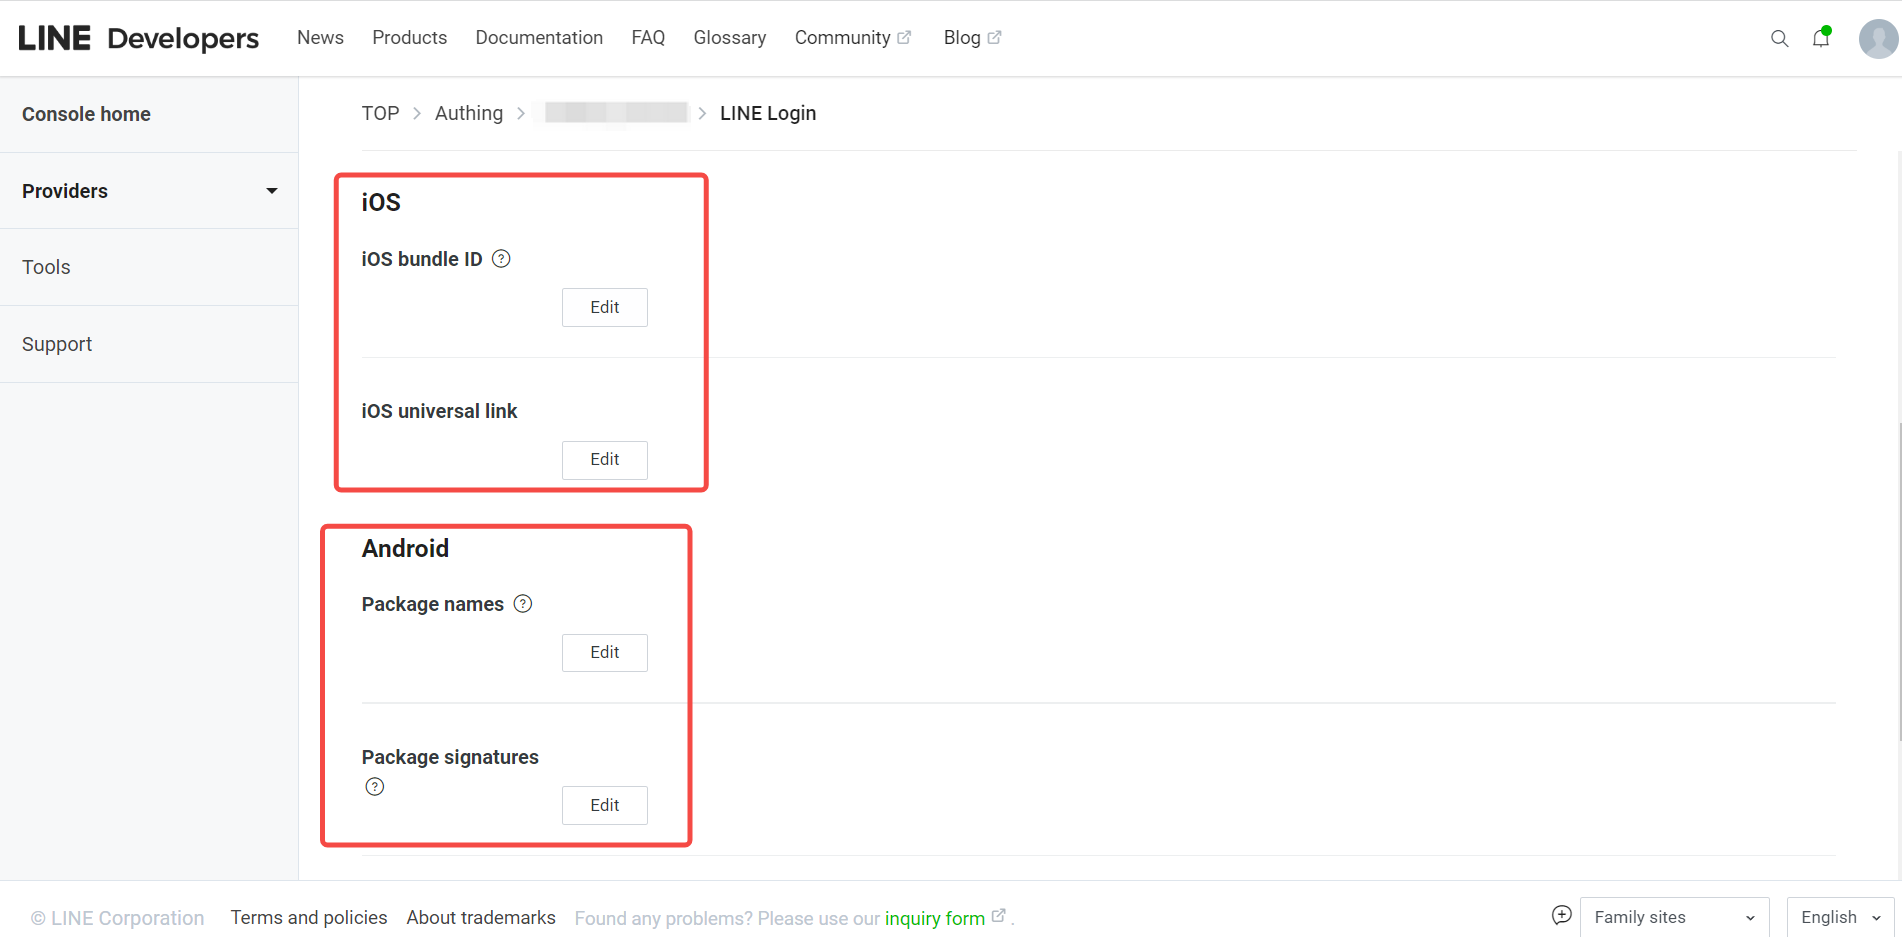 LINE Developers News Products Documentation FAQ Glossary Community Blog
Console home
Providers
Tools
Support
TOP > Authing > > LINE Login
iOS
iOS bundle ID ?
Edit
iOS universal link
Edit
Android
Package names ?
Edit
Package signatures
?
Edit
© LINE Corporation Terms and policies About trademarks Found any problems? Please use our inquiry form . Family sites English